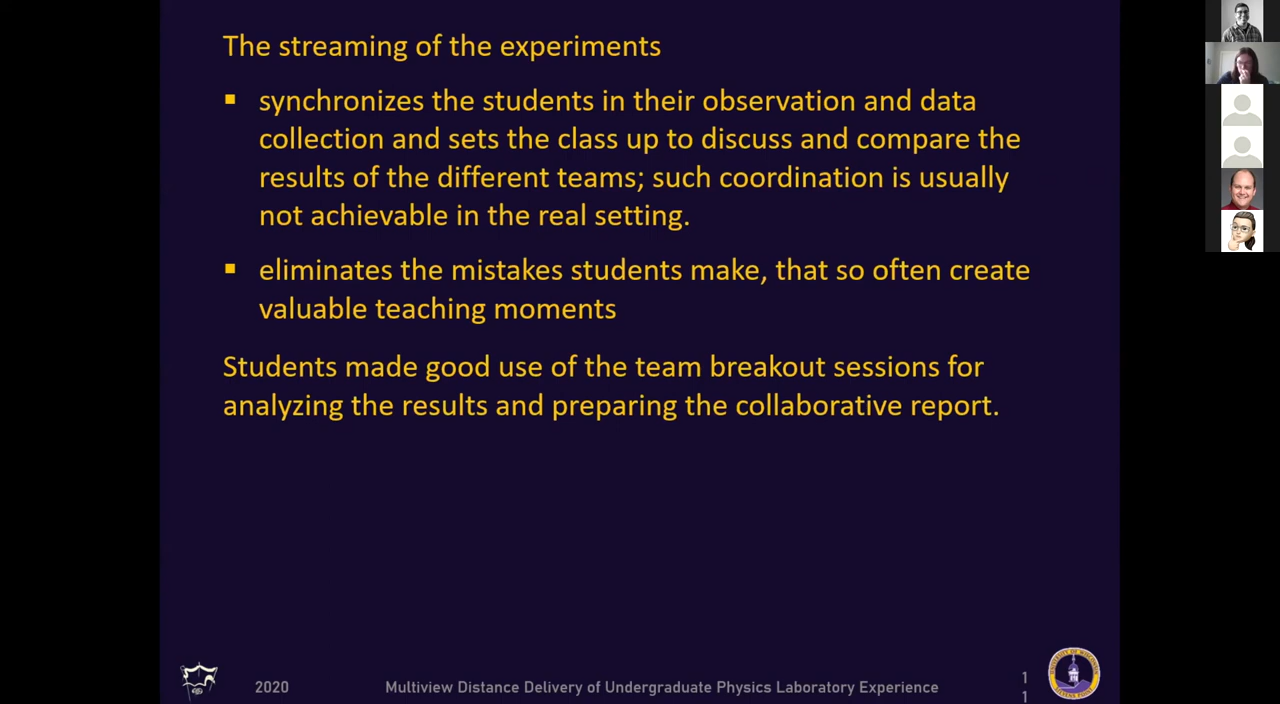 The streaming of the experiments
▪ synchronizes the students in their observation and data
collection and sets the class up to discuss and compare the
results of the different teams; such coordination is usually
not achievable in the real setting.
▪ eliminates the mistakes students make, that so often create
valuable teaching moments
Students made good use of the team breakout sessions for
analyzing the results and preparing the collaborative report.
2020
Multiview Distance Delivery of Undergraduate Physics Laboratory Experience
1
1